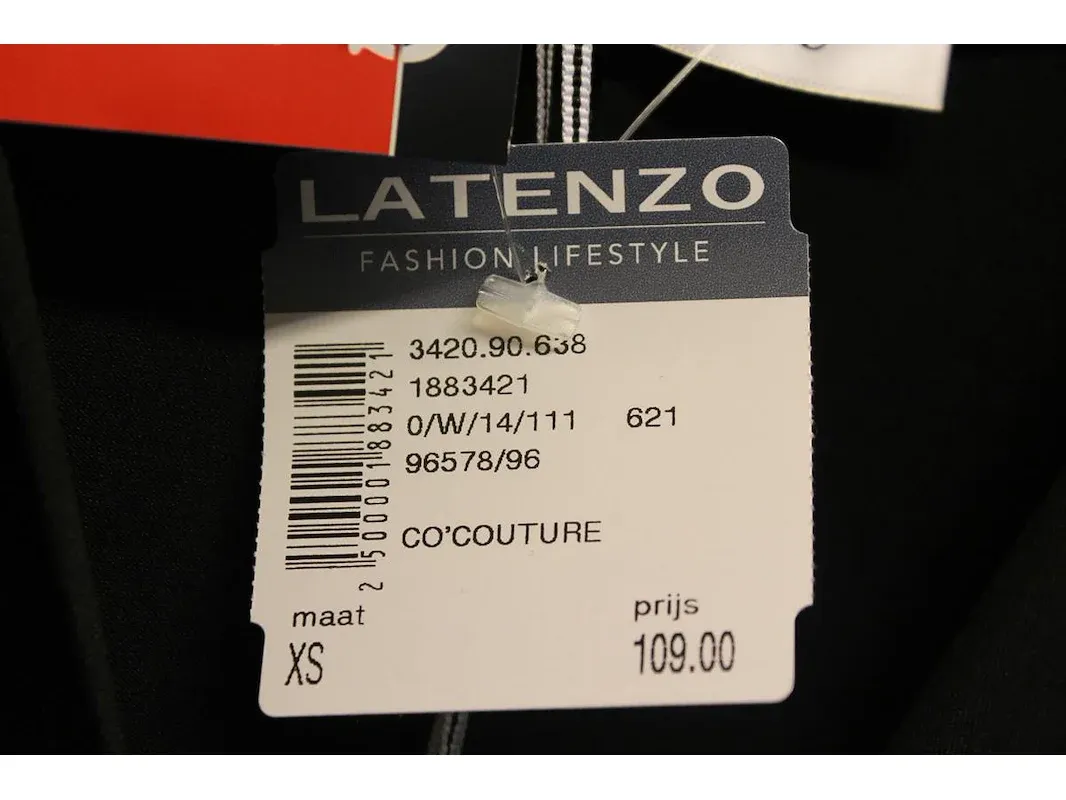 LATENZO
FASHION LIFESTYLE
3420.90.638
1883421
0/W/14/111 621
96578/96
CO'COUTURE
2 500001 883421
maat prijs
XS 109.00